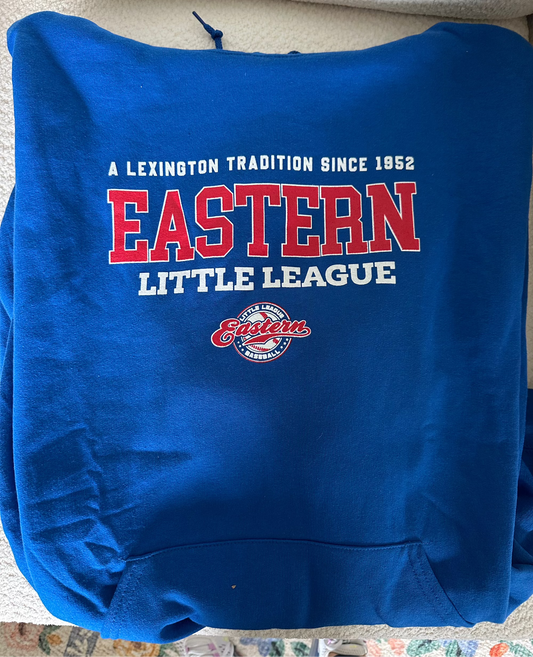 A LEXINGTON TRADITION SINCE 1952
EASTERN
LITTLE LEAGUE
LITTLE LEAGUE
Eastern
BASEBALL